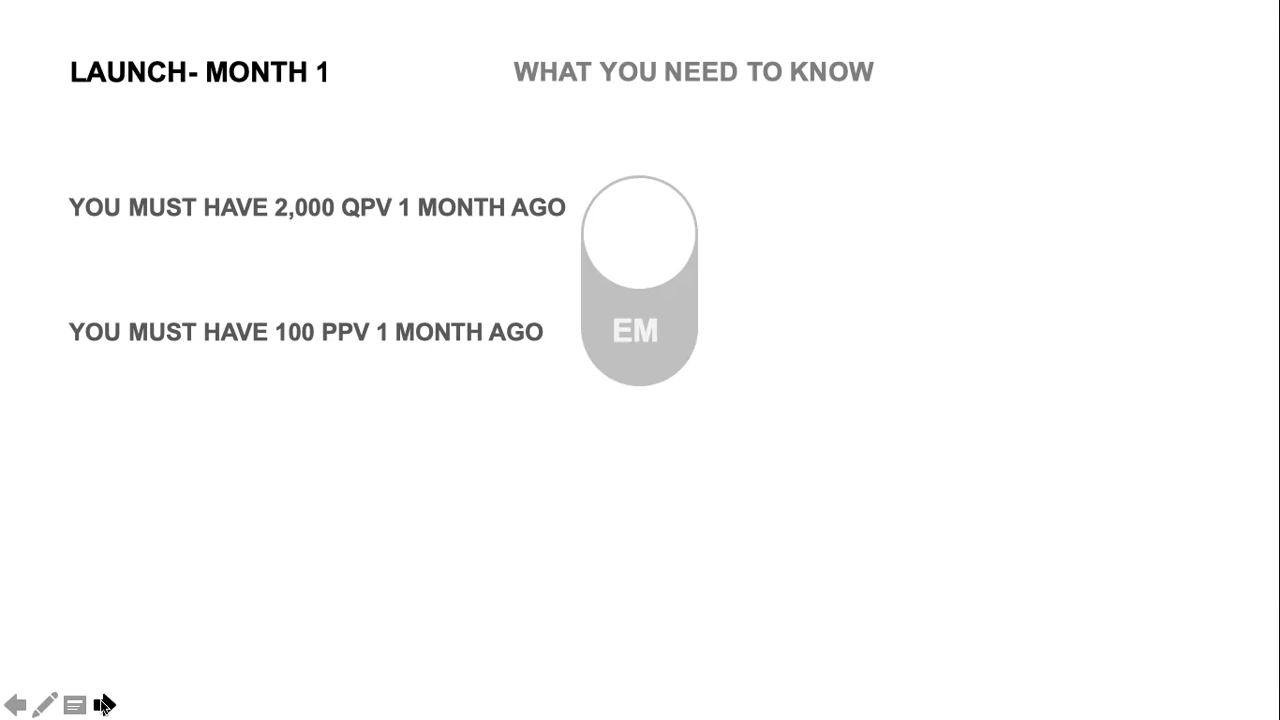 LAUNCH- MONTH 1
WHAT YOU NEED TO KNOW
YOU MUST HAVE 2,000 QPV 1 MONTH AGO
YOU MUST HAVE 100 PPV 1 MONTH AGO
EM